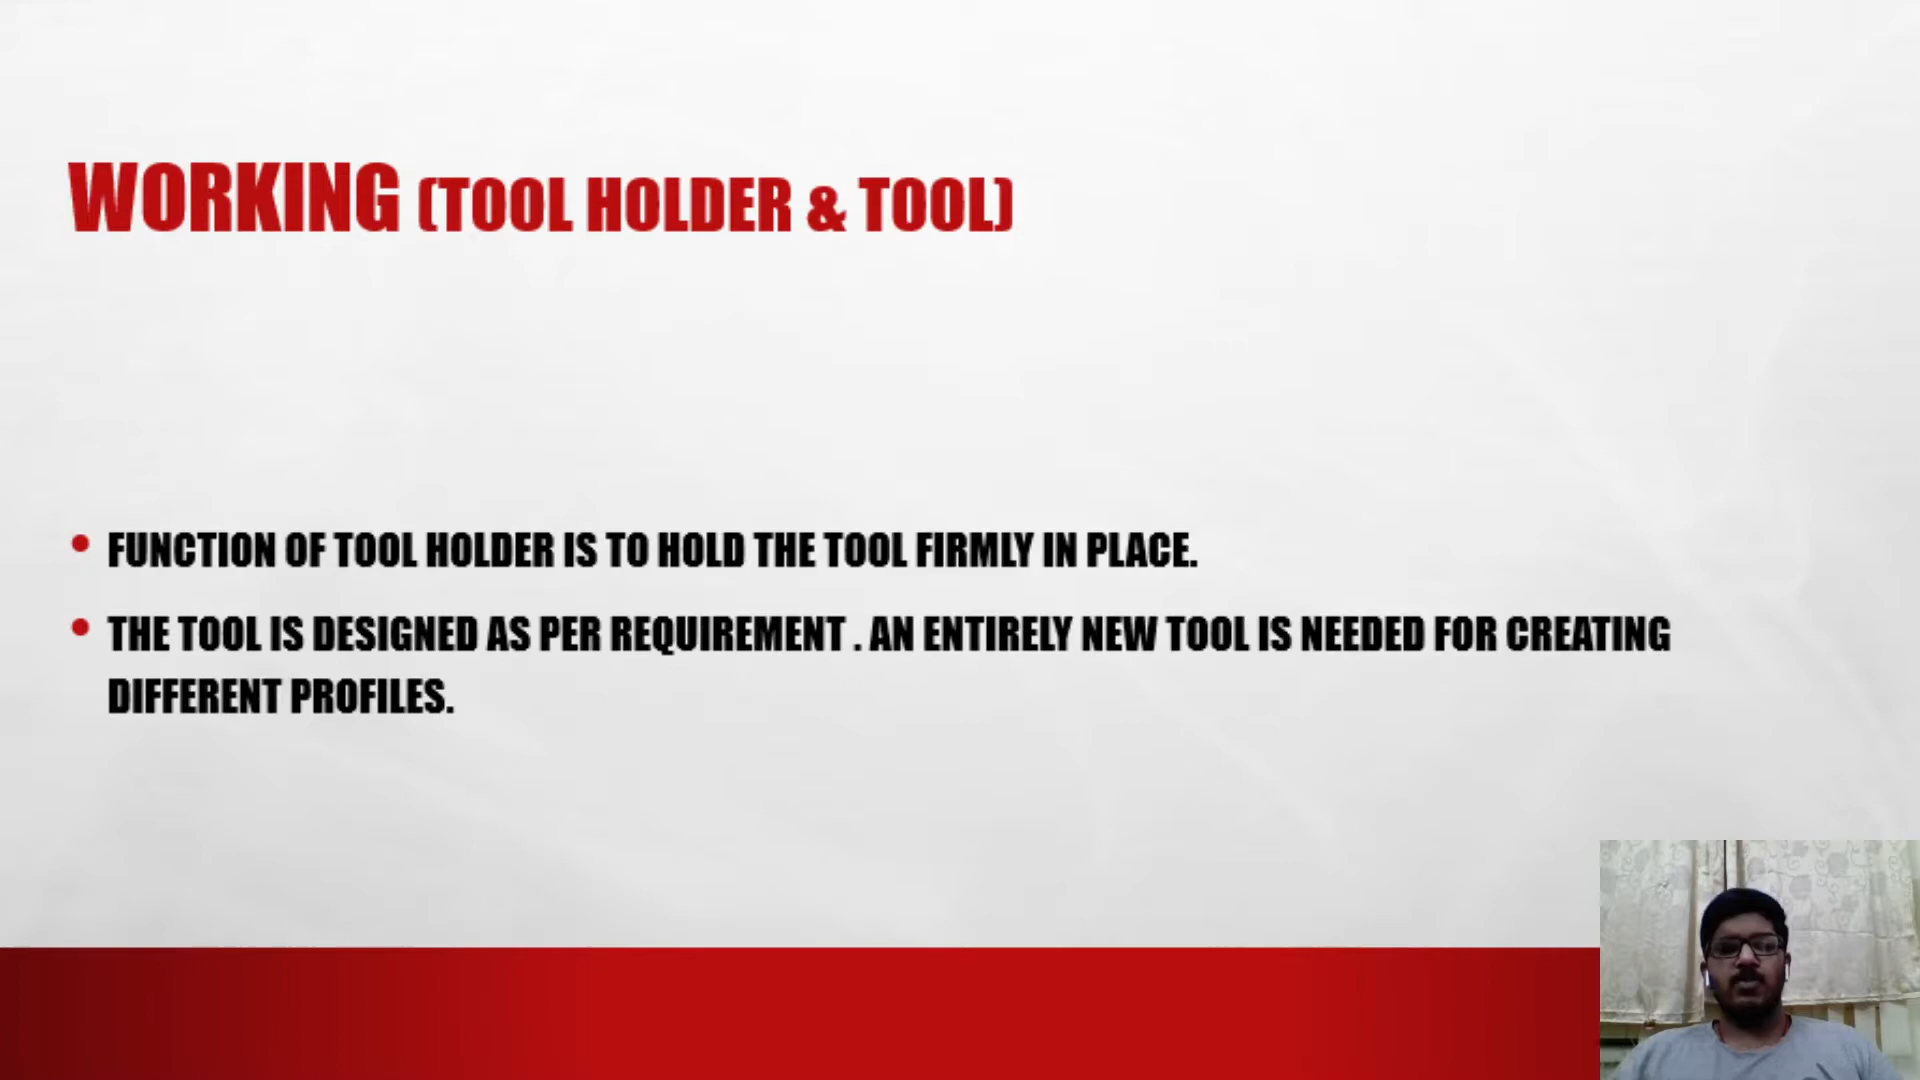 WORKING (TOOL HOLDER & TOOL)
• FUNCTION OF TOOL HOLDER IS TO HOLD THE TOOL FIRMLY IN PLACE.
• THE TOOL IS DESIGNED AS PER REQUIREMENT . AN ENTIRELY NEW TOOL IS NEEDED FOR CREATING
DIFFERENT PROFILES.